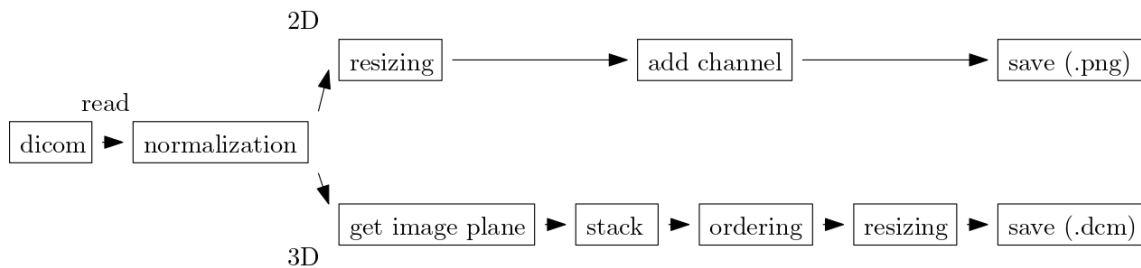 2D
resizing
add channel
save (.png)
read
dicom
normalization
get image plane
stack
ordering
resizing
save (.dcm)
3D